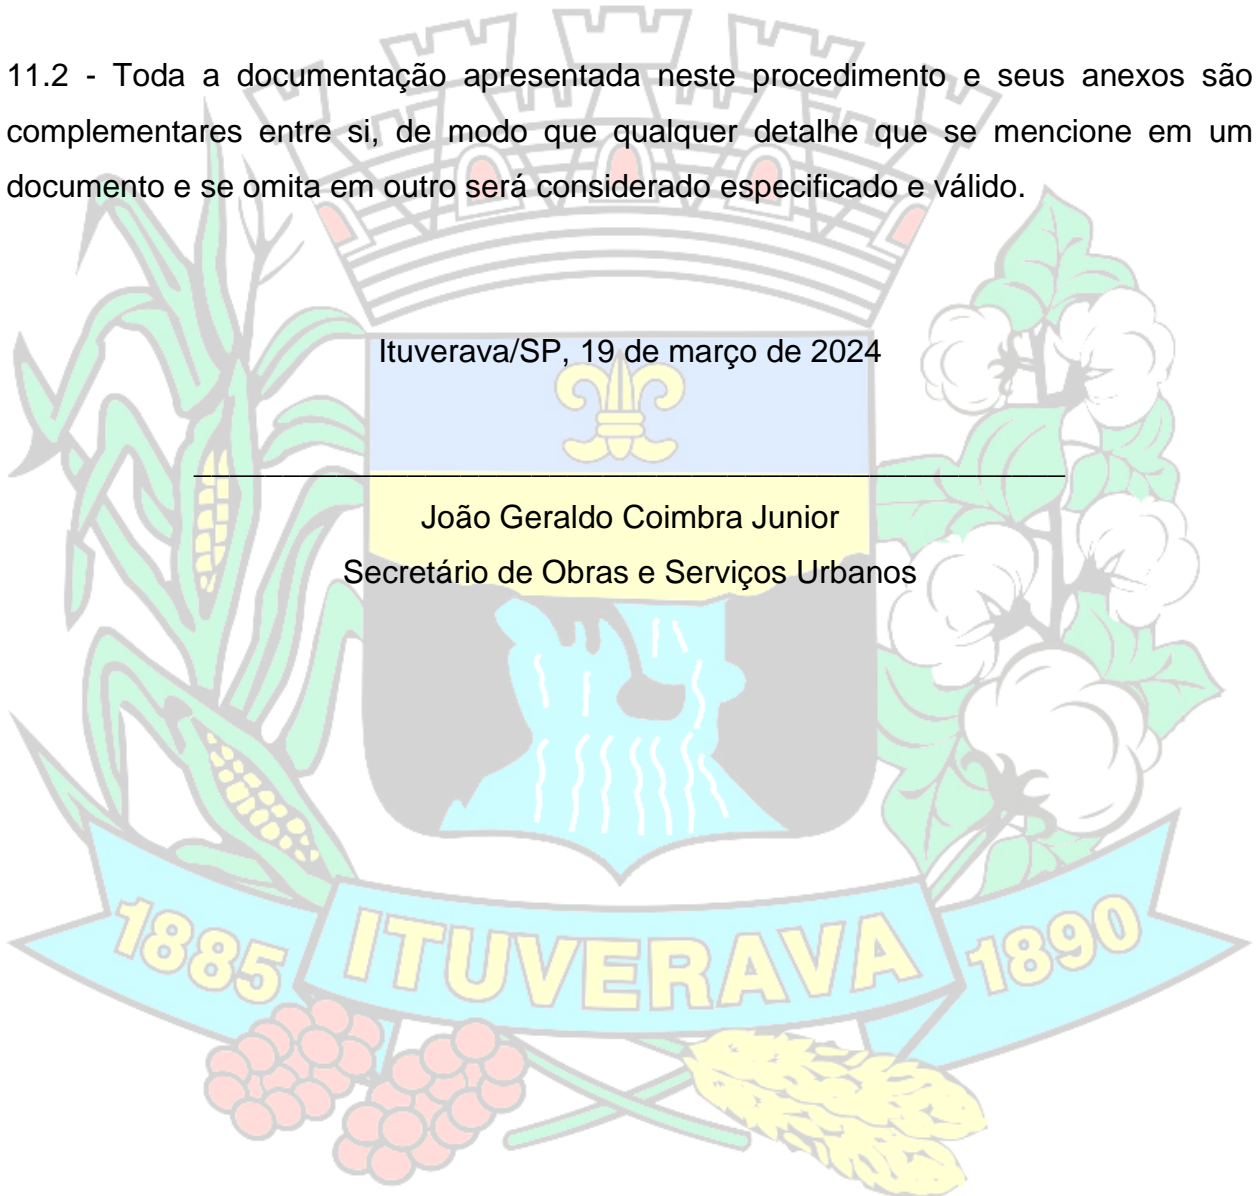 11.2 - Toda a documentação apresentada neste procedimento e seus anexos são
complementares entre si, de modo que qualquer detalhe que se mencione em um
documento e se omita em outro será considerado especificado e válido.
Ituverava/SP, 19 de março de 2024
João Geraldo Coimbra Junior
Secretário de Obras e Serviços Urbanos
1885 ITUVERAVA 1890